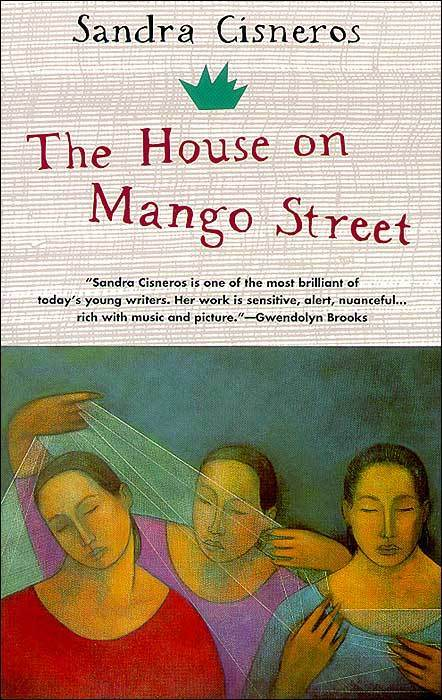 Sandra Cisneros
The House on
Mango Street
"Sandra Cisneros is one of the most brilliant of
today's young writers. Her work is sensitive, alert, nuanceful...
rich with music and picture."—Gwendolyn Brooks